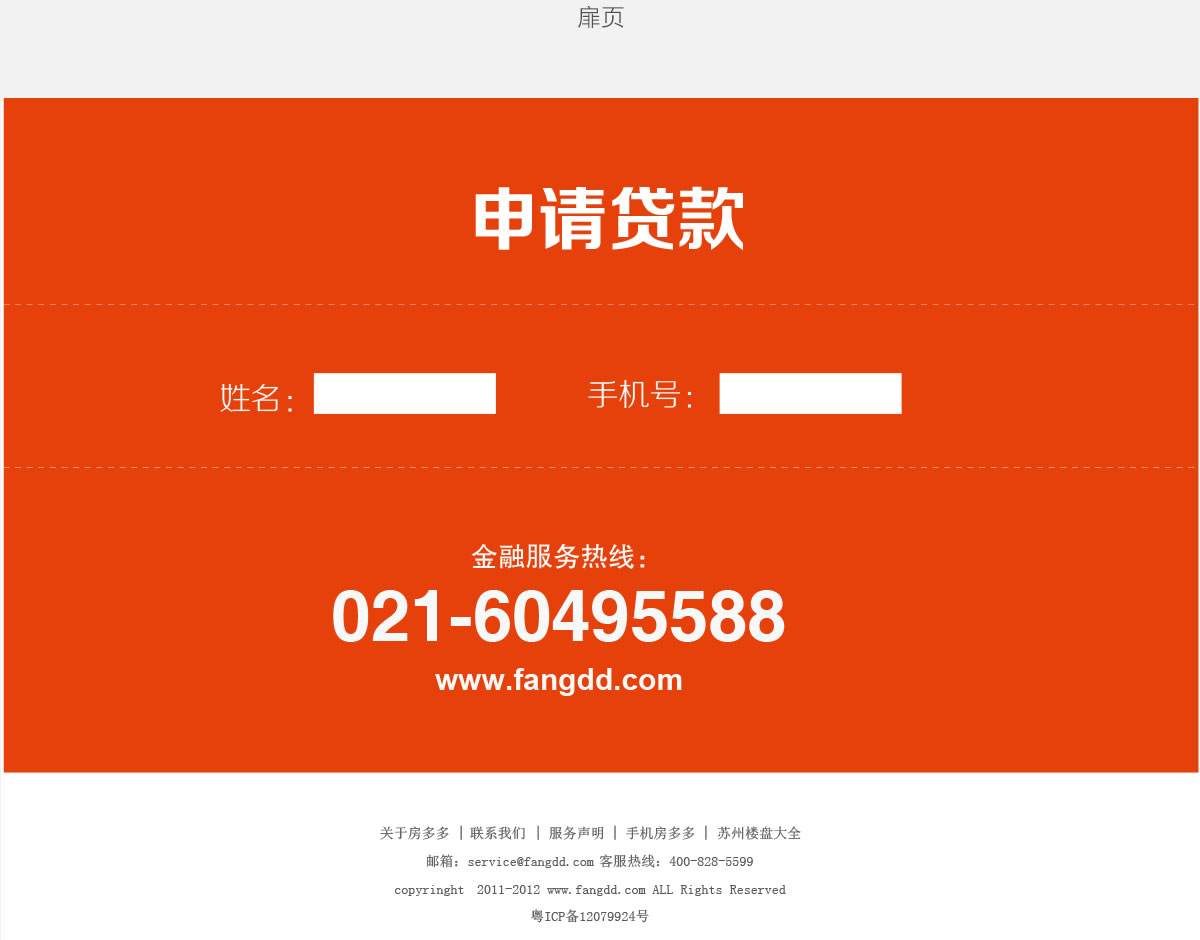 扉页
申请贷款
姓名： 手机号：
金融服务热线：
021-60495588
www.fangdd.com
关于房多多 | 联系我们 | 服务声明 | 手机房多多 | 苏州楼盘大全
邮箱：service@fangdd.com 客服热线：400-828-5599
copyringht 2011-2012 www.fangdd.com ALL Rights Reserved
粤ICP备12079924号